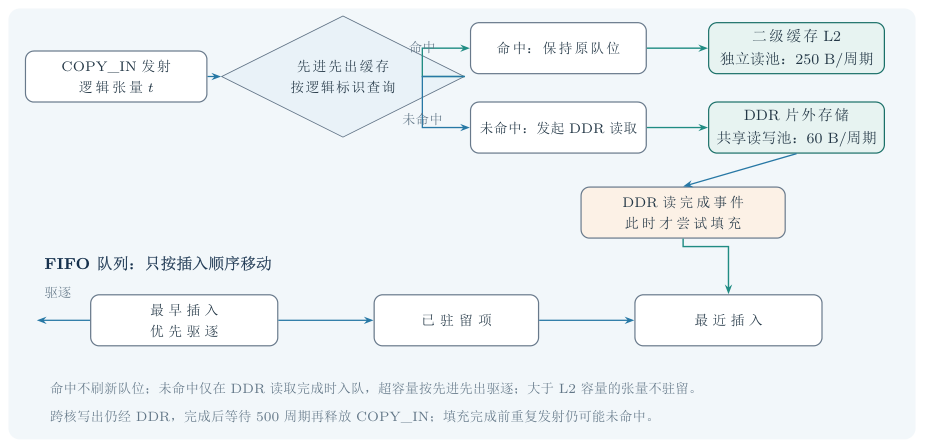 COPY_IN 发射
逻辑张量 t
先进先出缓存
按逻辑标识查询
命中
未命中
命中：保持原队位
未命中：发起 DDR 读取
二级缓存 L2
独立读池：250 B/周期
DDR 片外存储
共享读写池：60 B/周期
DDR 读完成事件
此时才尝试填充
FIFO 队列：只按插入顺序移动
驱逐
最早插入
优先驱逐
已驻留项
最近插入
命中不刷新队位；未命中仅在 DDR 读取完成时入队，超容量按先进先出驱逐；大于 L2 容量的张量不驻留。
跨核写出仍经 DDR，完成后等待 500 周期再释放 COPY_IN；填充完成前重复发射仍可能未命中。